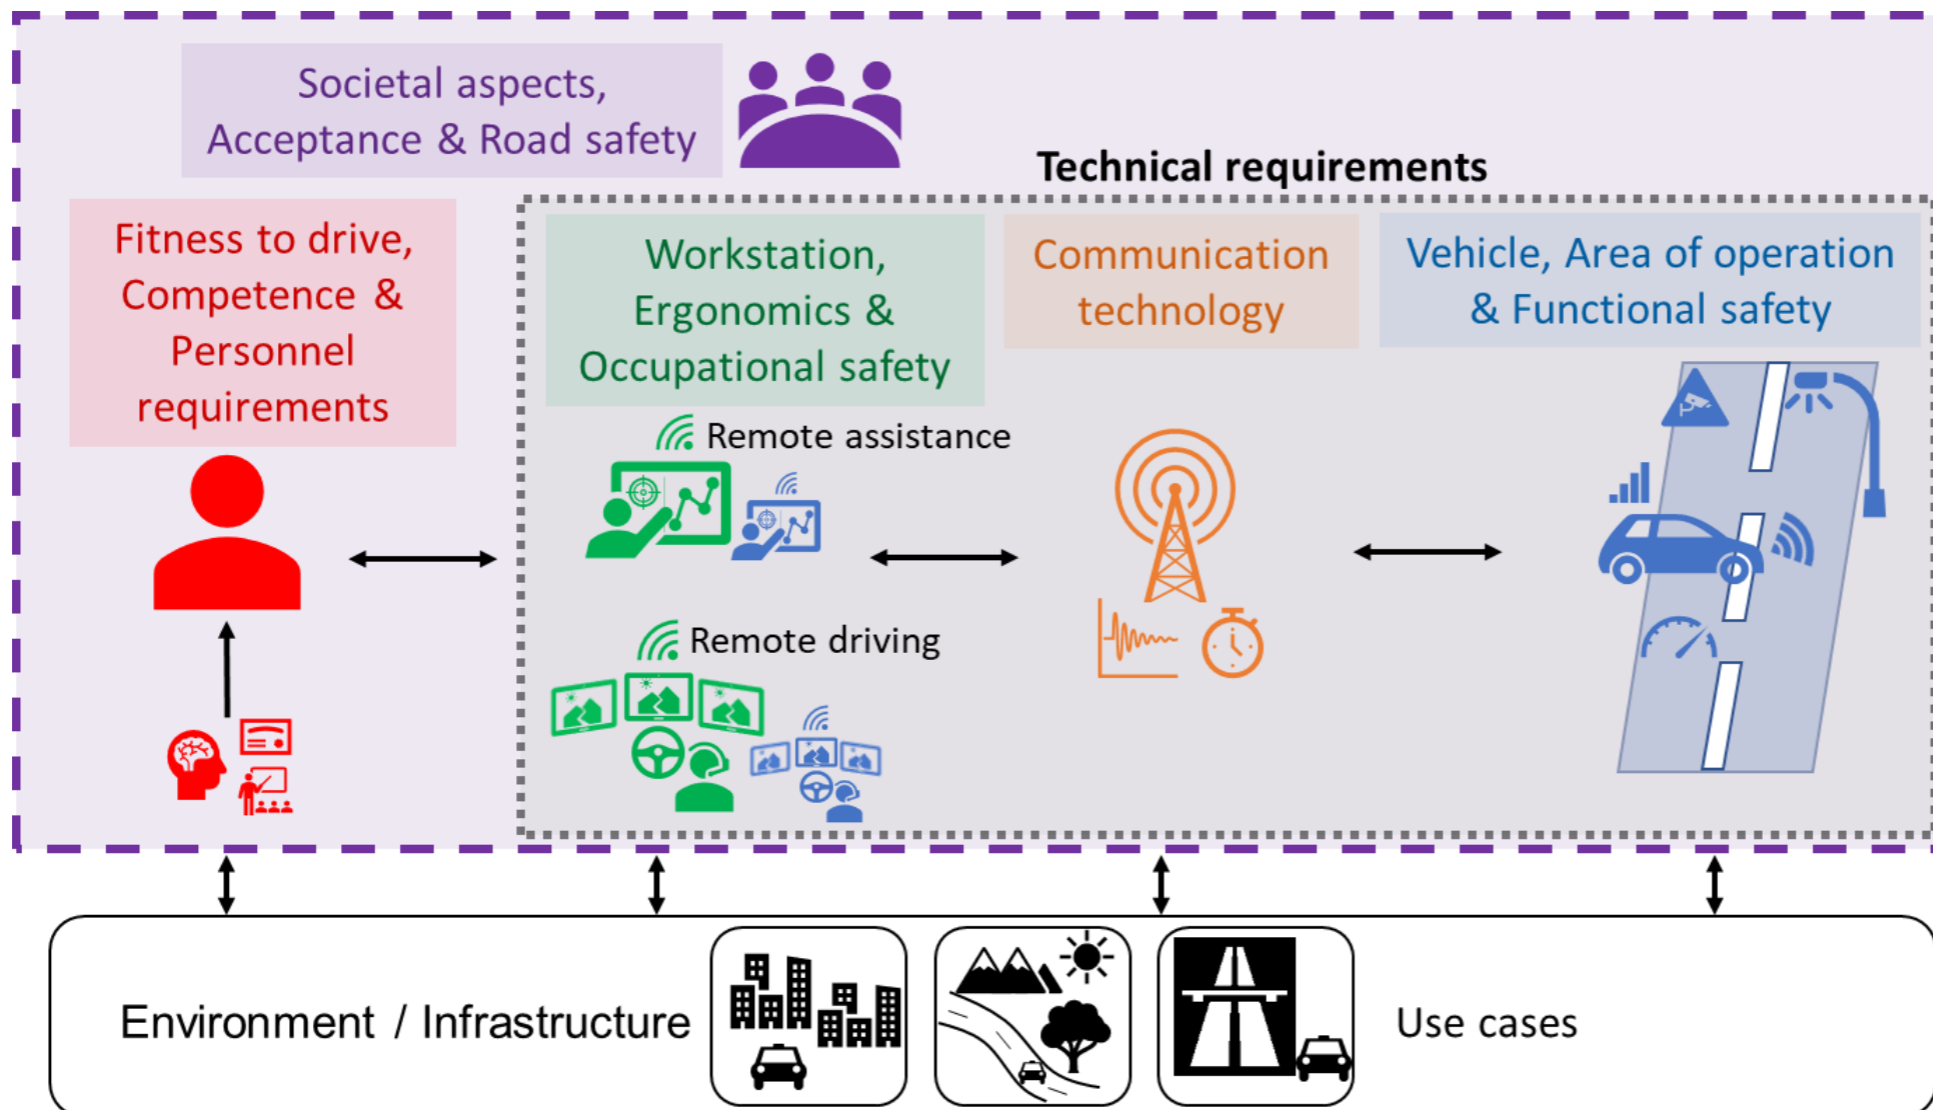 Societal aspects,
Acceptance & Road safety
Technical requirements
Fitness to drive,
Competence &
Personnel
requirements
Workstation,
Ergonomics &
Occupational safety
Communication
technology
Vehicle, Area of operation
& Functional safety
Remote assistance
Remote driving
Environment / Infrastructure
Use cases